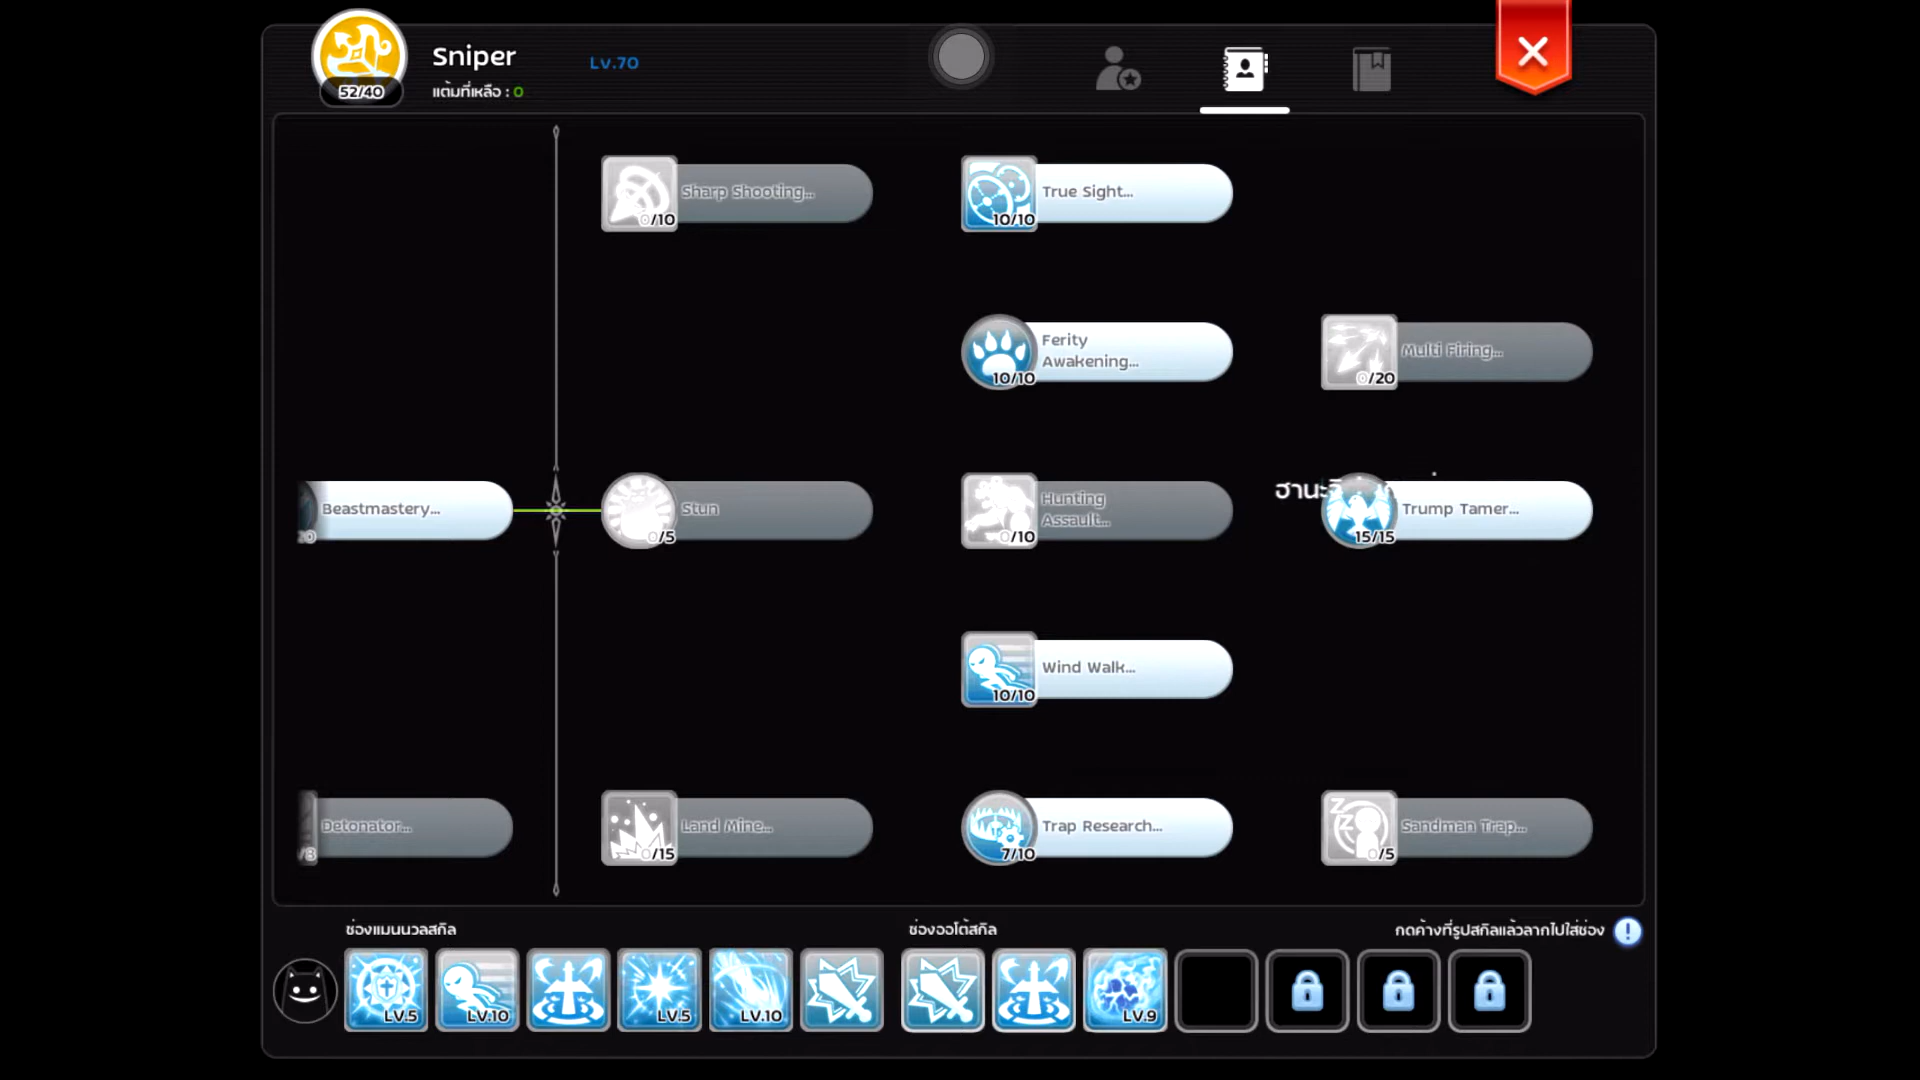 Sniper
Lv.70
52/40
แต้มที่เหลือ : 0
Sharp Shooting...
0/10
True Sight...
10/10
Ferity
Awakening...
10/10
Multi Firing...
0/20
Beastmastery...
Stun
0/5
Hunting
Assault...
0/10
Trump Tamer...
15/15
Wind Walk...
10/10
Detonator...
Land Mine...
0/15
Trap Research...
7/10
Sandman Trap...
0/5
ช่องแมนนวลสกิล
ช่องออโต้สกิล
กดค้างที่รูปสกิลแล้วลากไปใส่ช่อง
LV.5
LV.10
LV.5
LV.10
LV.9